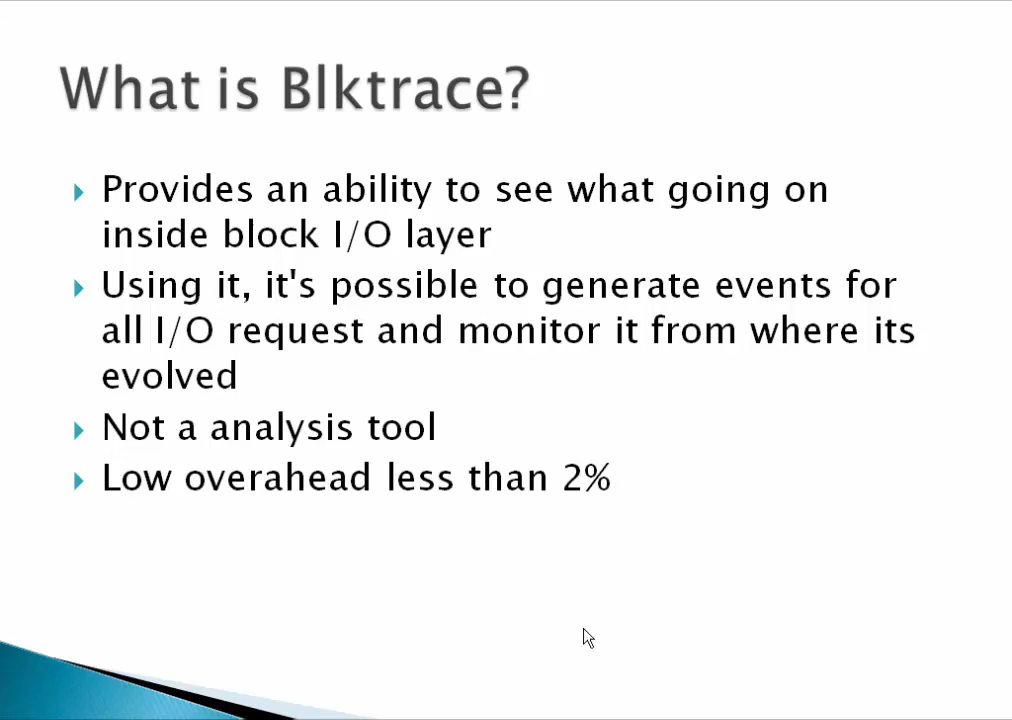 What is Blktrace?
Provides an ability to see what going on
inside block I/O layer
Using it, it's possible to generate events for
all I/O request and monitor it from where its
evolved
Not a analysis tool
Low overahead less than 2%